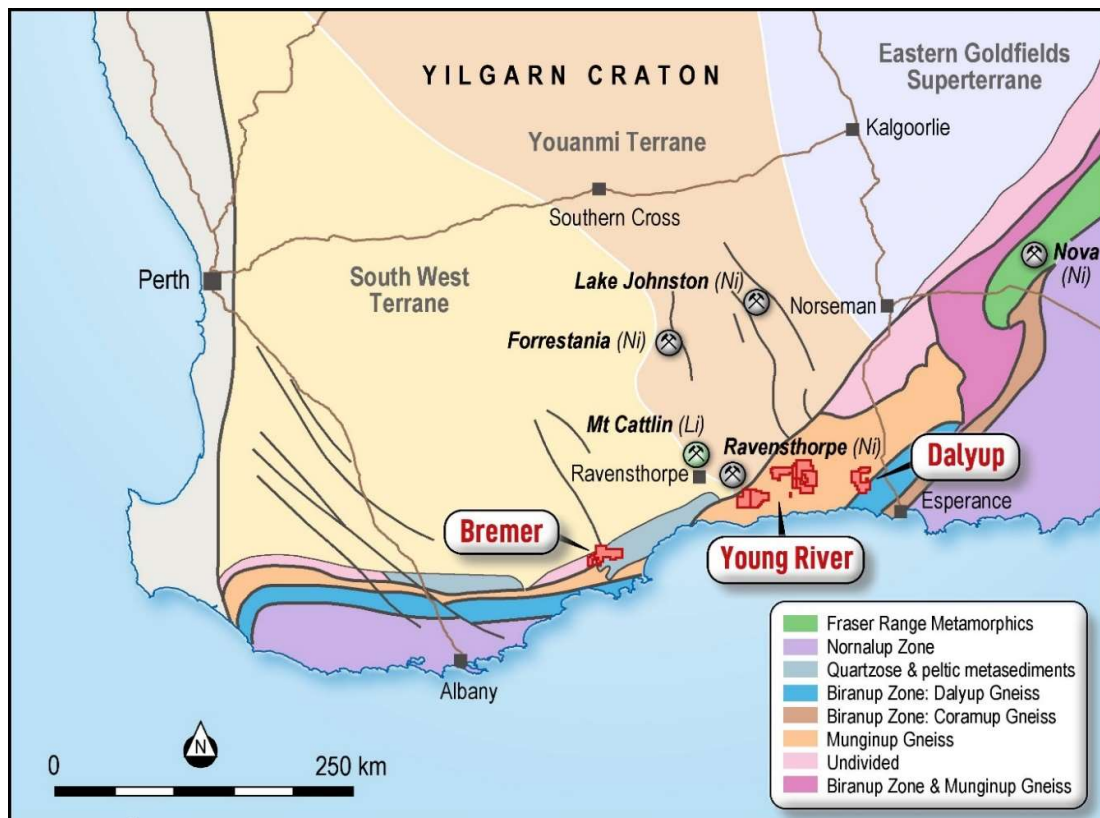 YILGARN CRATON
Eastern Goldfields
Superterrane
Kalgoorlie
Youanmi Terrane
Southern Cross
Perth
South West
Terrane
Lake Johnston (Ni)
Norseman
Nova
(Ni)
Forrestania (Ni)
Mt Cattlin (Li)
Ravensthorpe (Ni)
Ravensthorpe
Dalyup
Esperance
Bremer
Young River
Albany
Fraser Range Metamorphics
Nornalup Zone
Quartzose & peltic metasediments
Biranup Zone: Dalyup Gneiss
Biranup Zone: Coramup Gneiss
Munginup Gneiss
Undivided
Biranup Zone & Munginup Gneiss
N
0 250 km